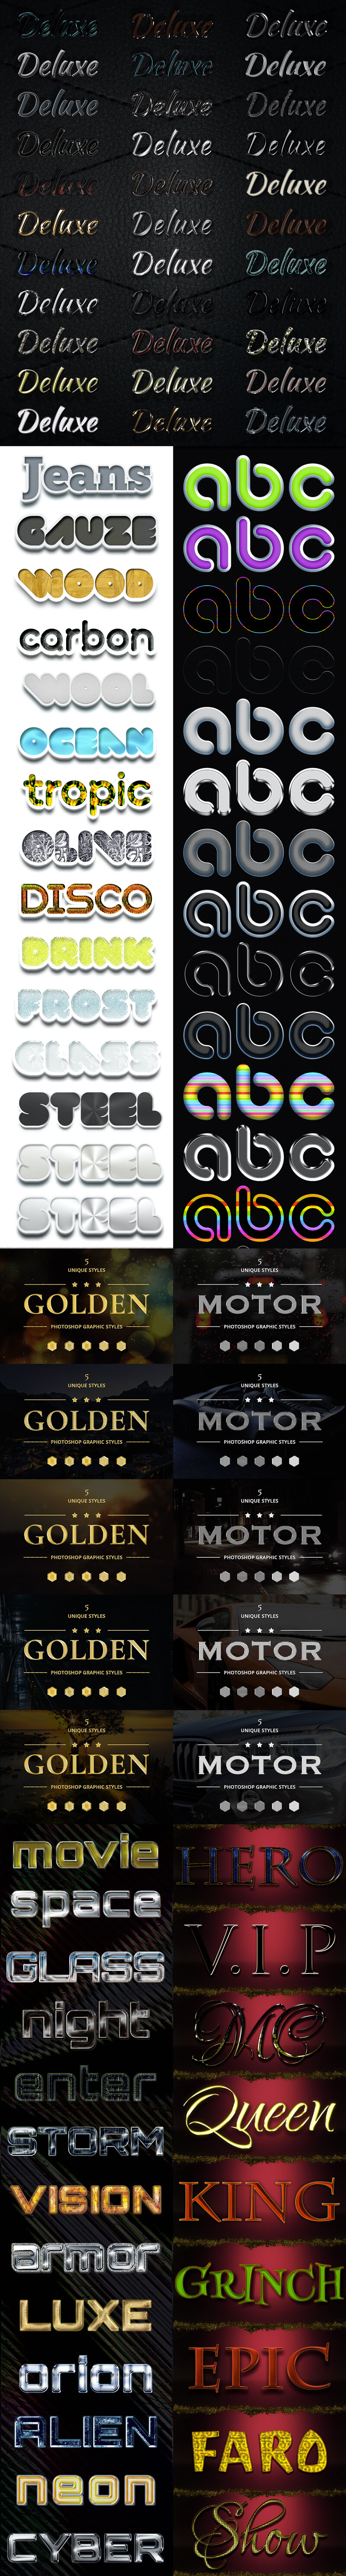 Deluxe Deluxe Deluxe
Deluxe Deluxe Deluxe
Deluxe Deluxe Deluxe
Deluxe Deluxe Deluxe
Deluxe Deluxe Deluxe
Deluxe Deluxe Deluxe
Deluxe Deluxe Deluxe
Deluxe Deluxe Deluxe
Deluxe Deluxe Deluxe
Deluxe Deluxe Deluxe
Deluxe Deluxe Deluxe
Jeans
GAUZE
WOOD
carbon
WOOL
OCEAN
tropic
OLIVE
DISCO
DRINK
FROST
GLASS
STEEL
STEEL
STEEL
abc
abc
abc
abc
abc
abc
abc
abc
abc
abc
abc
abc
abc
5
UNIQUE STYLES
GOLDEN
PHOTOSHOP GRAPHIC STYLES
5
UNIQUE STYLES
GOLDEN
PHOTOSHOP GRAPHIC STYLES
5
UNIQUE STYLES
GOLDEN
PHOTOSHOP GRAPHIC STYLES
5
UNIQUE STYLES
GOLDEN
PHOTOSHOP GRAPHIC STYLES
5
UNIQUE STYLES
GOLDEN
PHOTOSHOP GRAPHIC STYLES
5
UNIQUE STYLES
MOTOR
PHOTOSHOP GRAPHIC STYLES
5
UNIQUE STYLES
MOTOR
PHOTOSHOP GRAPHIC STYLES
5
UNIQUE STYLES
MOTOR
PHOTOSHOP GRAPHIC STYLES
5
UNIQUE STYLES
MOTOR
PHOTOSHOP GRAPHIC STYLES
5
UNIQUE STYLES
MOTOR
PHOTOSHOP GRAPHIC STYLES
movie
space
GLASS
night
enter
STORM
VISION
armor
LUXE
orion
ALIEN
neon
CYBER
HERO
V.I.P
MC
Queen
KING
GRINCH
EPIC
FARO
Show